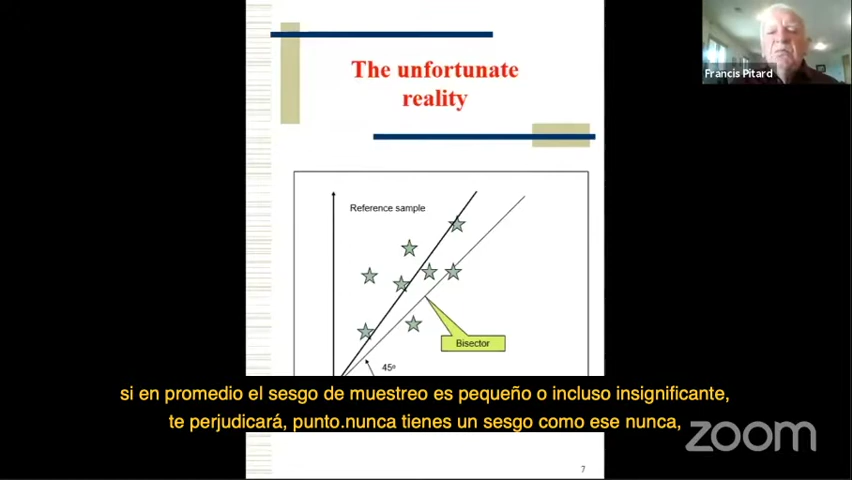 The unfortunate
reality
Francis Pitard
Reference sample
Bisector
45º
si en promedio el sesgo de muestreo es pequeño o incluso insignificante,
te perjudicará, punto.nunca tienes un sesgo como ese nunca,
zoom
7